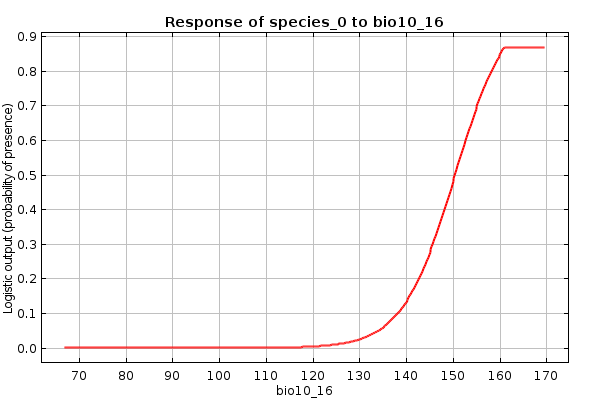 Response of species_0 to bio10_16
Logistic output (probability of presence)
0.9
0.8
0.7
0.6
0.5
0.4
0.3
0.2
0.1
0.0
70 80 90 100 110 120 130 140 150 160 170
bio10_16